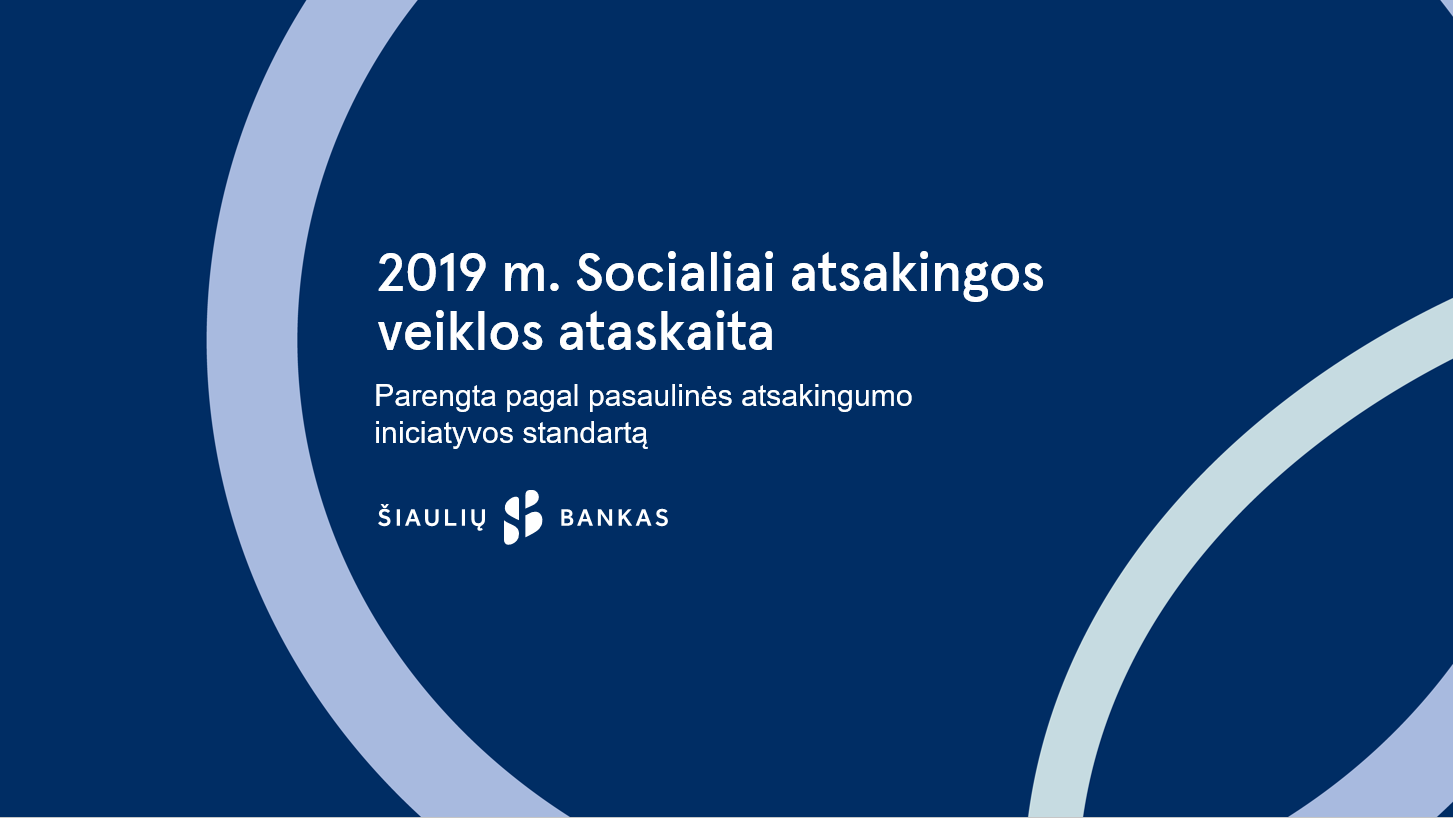 2019 m. Socialiai atsakingos
veiklos ataskaita
Parengta pagal pasaulinės atsakingumo
iniciatyvos standartą
ŠIAULIŲ BANKAS